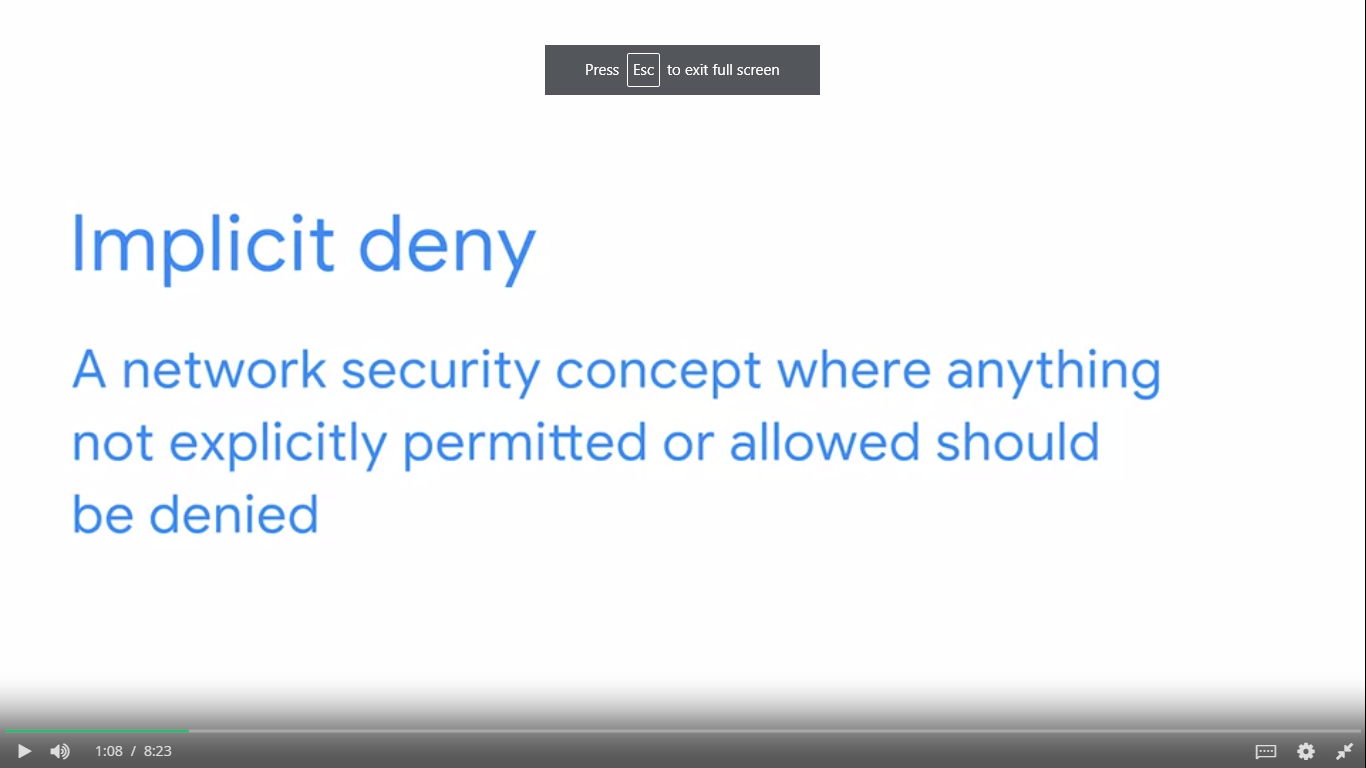 Press Esc to exit full screen
Implicit deny
A network security concept where anything
not explicitly permitted or allowed should
be denied
1:08 / 8:23